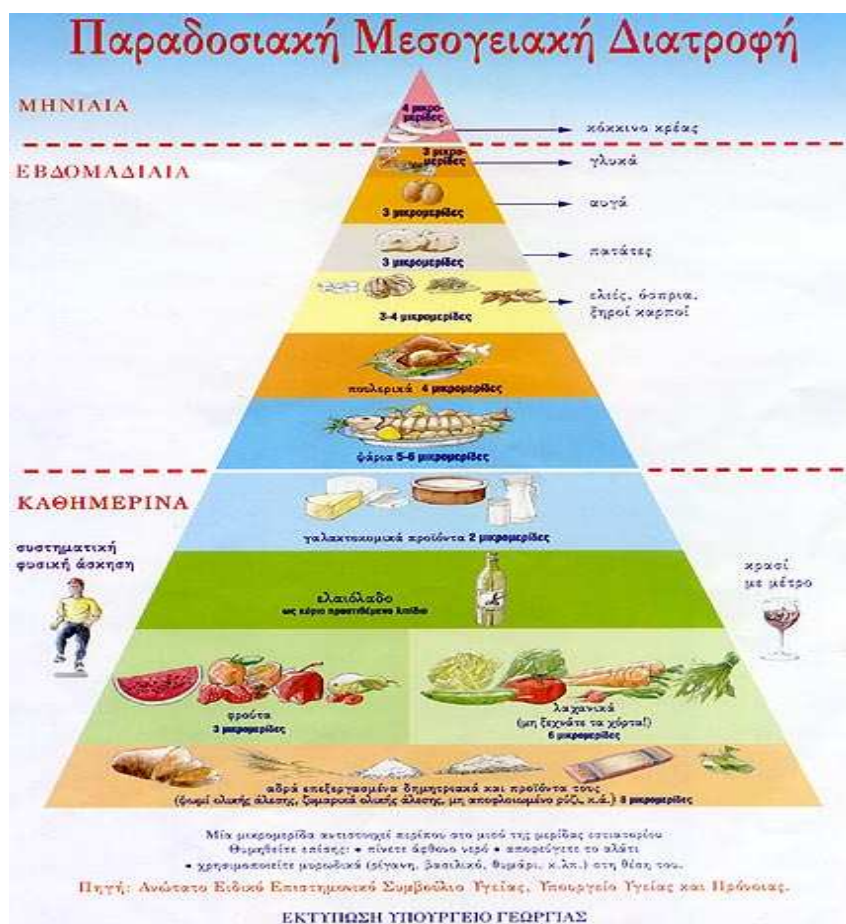 Παραδοσιακή Μεσογειακή Διατροφή
ΜΗΝΙΑΙΑ
4 μικρο-
μερίδες
κόκκινο κρέας
ΕΒΔΟΜΑΔΙΑΙΑ
3 μικρο-
μερίδες
γλυκά
3 μικρομερίδες
αυγά
3 μικρομερίδες
πατάτες
3-4 μικρομερίδες
ελιές, όσπρια,
ξηροί καρποί
πουλερικά 4 μικρομερίδες
ψάρια 5-6 μικρομερίδες
ΚΑΘΗΜΕΡΙΝΑ
γαλακτοκομικά προϊόντα 2 μικρομερίδες
συστηματική
φυσική άσκηση
ελαιόλαδο
ως κύριο προστιθέμενο λιπίδιο
κρασί
με μέτρο
φρούτα
3 μικρομερίδες
λαχανικά
(μη ξεχνάτε τα χόρτα!)
6 μικρομερίδες
αδρά επεξεργασμένα δημητριακά και προϊόντα τους
(ψωμί ολικής άλεσης, ζυμαρικά ολικής άλεσης, μη αποφλοιωμένο ρύζι, κ.ά.) 8 μικρομερίδες
Μία μικρομερίδα αντιστοιχεί περίπου στο μισό της μερίδας εστιατορίου
Θυμηθείτε επίσης: • πίνετε άφθονο νερό • αποφεύγετε το αλάτι
• χρησιμοποιείτε μυρωδικά (ρίγανη, βασιλικό, θυμάρι, κ.λπ.) στη θέση του.
Πηγή: Ανώτατο Ειδικό Επιστημονικό Συμβούλιο Υγείας, Υπουργείο Υγείας και Πρόνοιας.
ΕΚΤΥΠΩΣΗ ΥΠΟΥΡΓΕΙΟ ΓΕΩΡΓΙΑΣ